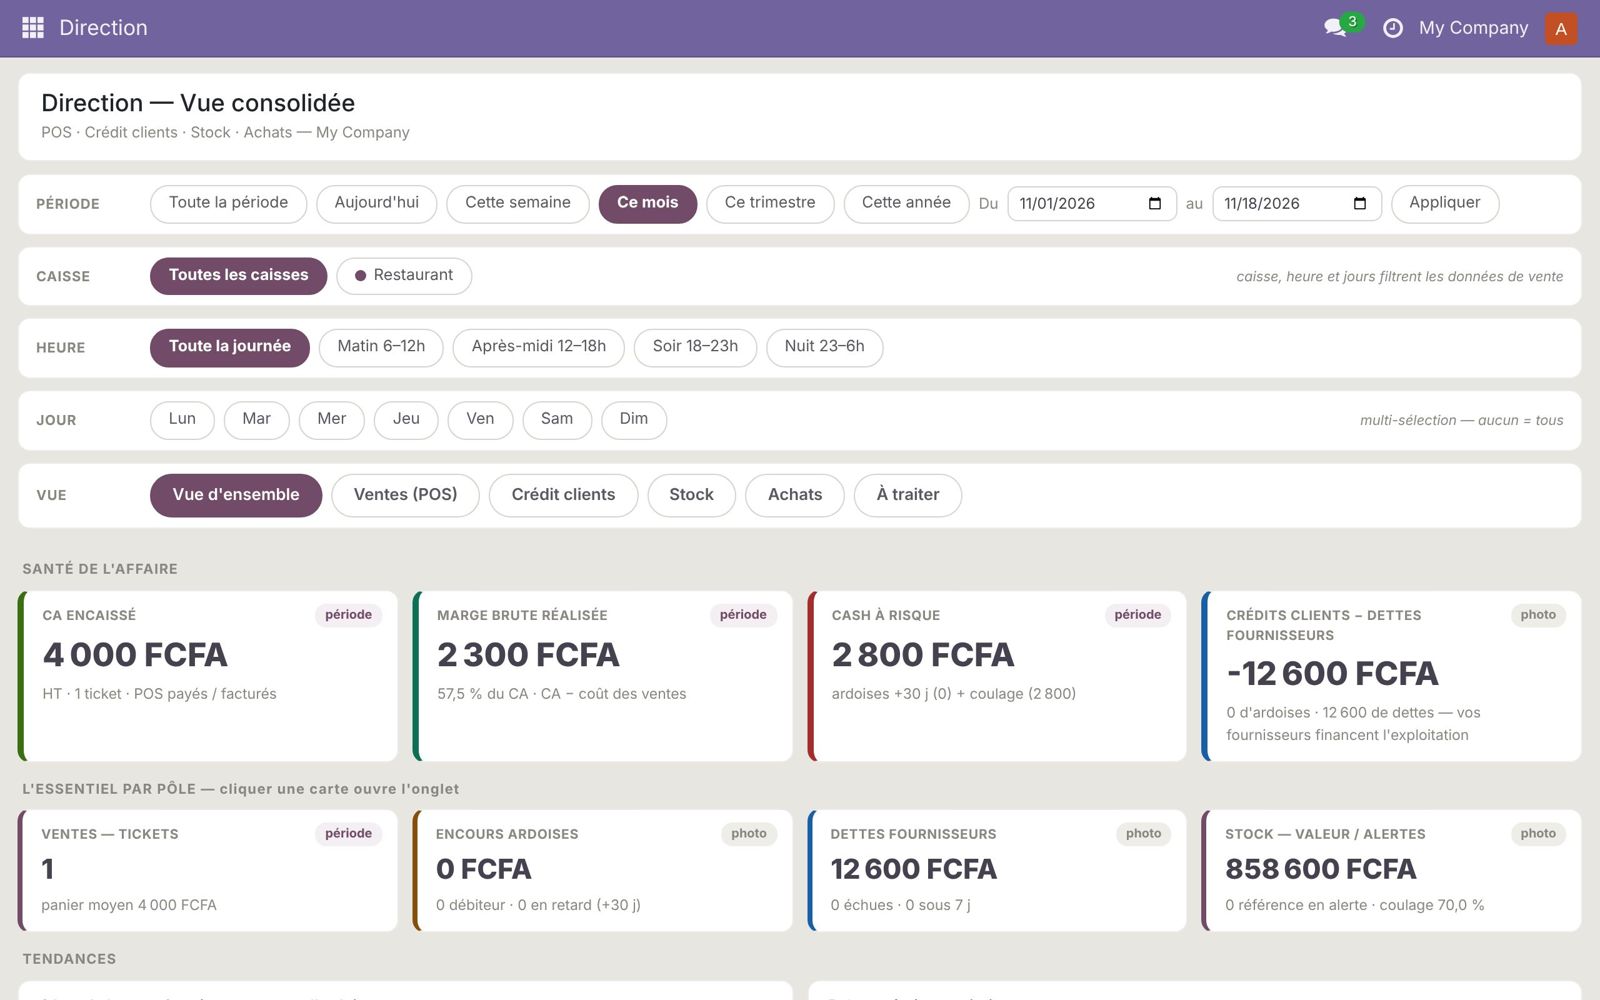 Direction
3
My Company
A
Direction — Vue consolidée
POS · Crédit clients · Stock · Achats — My Company
PÉRIODE
Toute la période
Aujourd'hui
Cette semaine
Ce mois
Ce trimestre
Cette année
Du
11/01/2026
au
11/18/2026
Appliquer
CAISSE
Toutes les caisses
Restaurant
caisse, heure et jours filtrent les données de vente
HEURE
Toute la journée
Matin 6–12h
Après-midi 12–18h
Soir 18–23h
Nuit 23–6h
JOUR
Lun
Mar
Mer
Jeu
Ven
Sam
Dim
multi-sélection — aucun = tous
VUE
Vue d'ensemble
Ventes (POS)
Crédit clients
Stock
Achats
À traiter
SANTÉ DE L'AFFAIRE
CA ENCAISSÉ
période
4 000 FCFA
HT · 1 ticket · POS payés / facturés
MARGE BRUTE RÉALISÉE
période
2 300 FCFA
57,5 % du CA · CA − coût des ventes
CASH À RISQUE
période
2 800 FCFA
ardoises +30 j (0) + coulage (2 800)
CRÉDITS CLIENTS − DETTES
FOURNISSEURS
photo
-12 600 FCFA
0 d'ardoises · 12 600 de dettes — vos
fournisseurs financent l'exploitation
L'ESSENTIEL PAR PÔLE — cliquer une carte ouvre l'onglet
VENTES — TICKETS
période
1
panier moyen 4 000 FCFA
ENCOURS ARDOISES
photo
0 FCFA
0 débiteur · 0 en retard (+30 j)
DETTES FOURNISSEURS
photo
12 600 FCFA
0 échues · 0 sous 7 j
STOCK — VALEUR / ALERTES
photo
858 600 FCFA
0 référence en alerte · coulage 70,0 %
TENDANCES